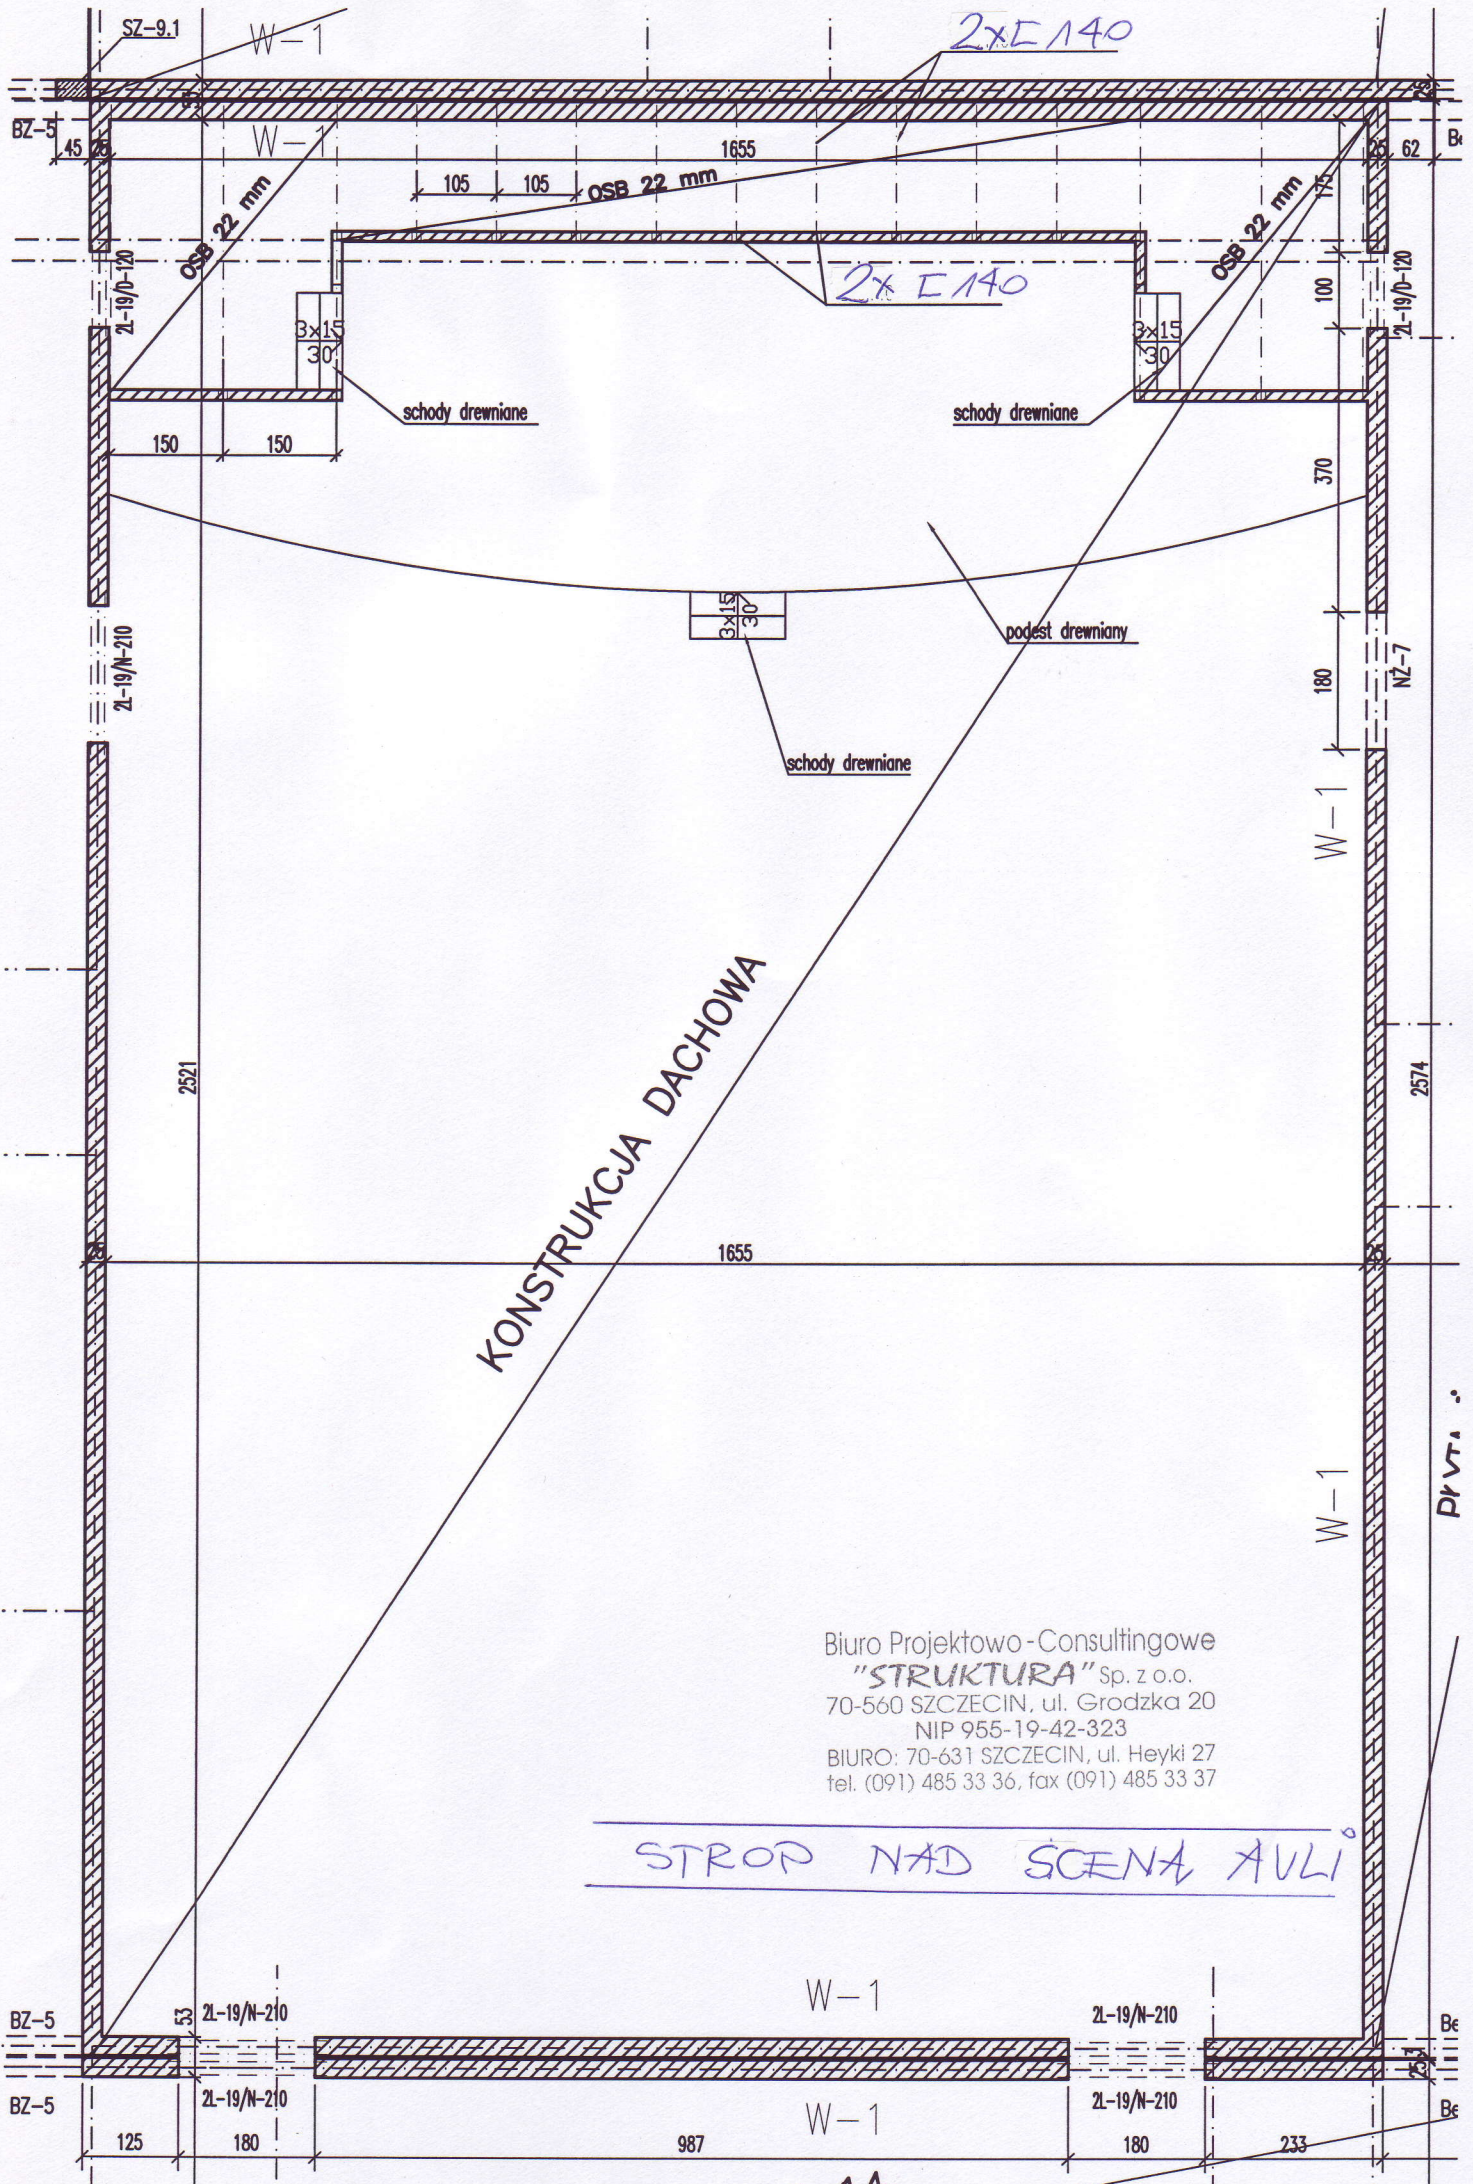 SZ-9.1
W-1
2x[140
53
25
BZ-5
45
25
W-1
1655
25
62
105
105
OSB 22 mm
OSB 22 mm
OSB 22 mm
175
2L-19/D-120
2x[140
100
2L-19/D-120
3x15
30
3x15
30
schody drewniane
schody drewniane
150
150
370
3x15
30
podest drewniany
2L-19/N-210
180
NŻ-7
schody drewniane
W-1
KONSTRUKCJA DACHOWA
2521
2574
25
1655
25
W-1
Biuro Projektowo-Consultingowe
"STRUKTURA" Sp. z o.o.
70-560 SZCZECIN, ul. Grodzka 20
NIP 955-19-42-323
BIURO: 70-631 SZCZECIN, ul. Heyki 27
tel. (091) 485 33 36, fax (091) 485 33 37
STROP NAD SCENĄ AULI
W-1
BZ-5
53
2L-19/N-210
2L-19/N-210
BZ-5
2L-19/N-210
2L-19/N-210
W-1
125
180
987
180
233